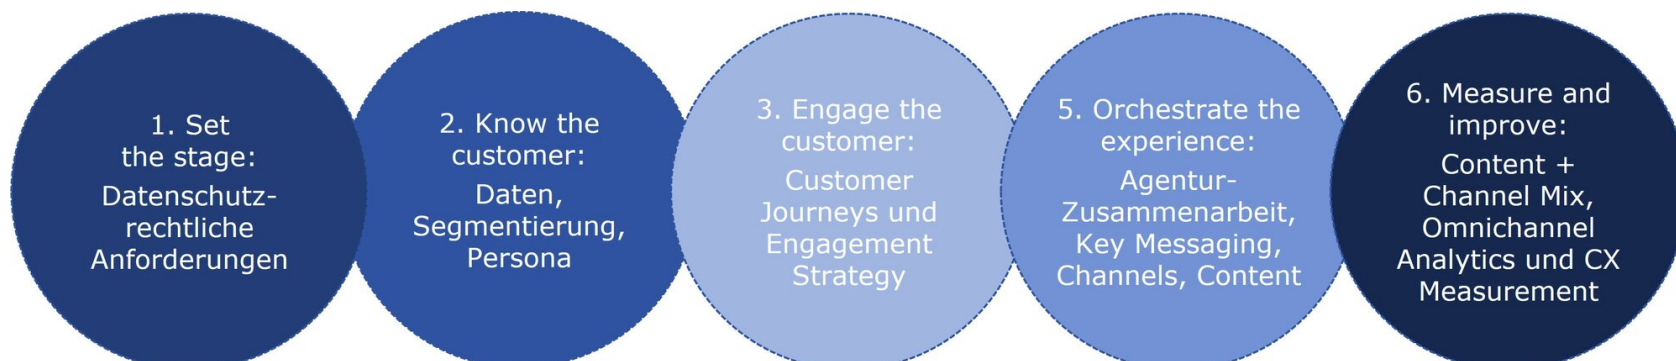 1. Set
the stage:
Datenschutz-
rechtliche
Anforderungen
2. Know the
customer:
Daten,
Segmentierung,
Persona
3. Engage the
customer:
Customer
Journeys und
Engagement
Strategy
5. Orchestrate the
experience:
Agentur-
Zusammenarbeit,
Key Messaging,
Channels, Content
6. Measure and
improve:
Content +
Channel Mix,
Omnichannel
Analytics und CX
Measurement